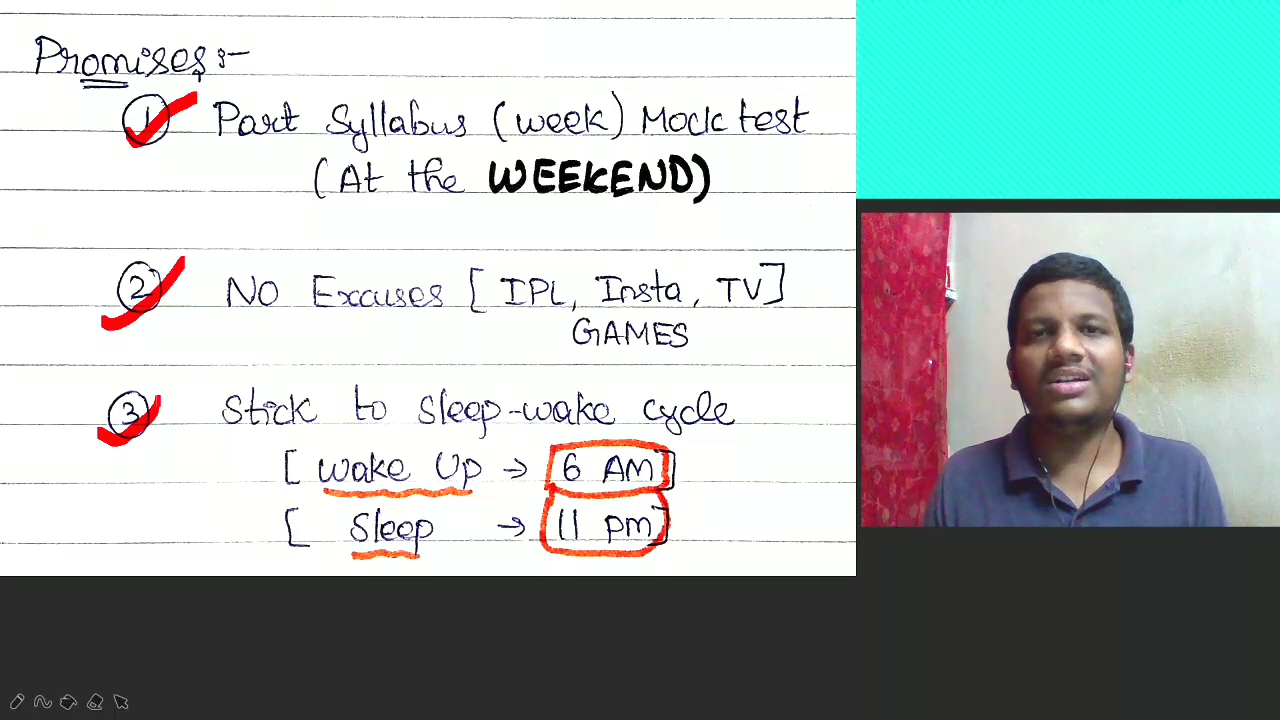 Promises :-
① Part Syllabus (week) Mock test
(At the WEEKEND)
② No Excuses [IPL, Insta, TV]
GAMES
③ Stick to sleep-wake cycle
[wake Up → 6 AM]
[Sleep → 11 pm]